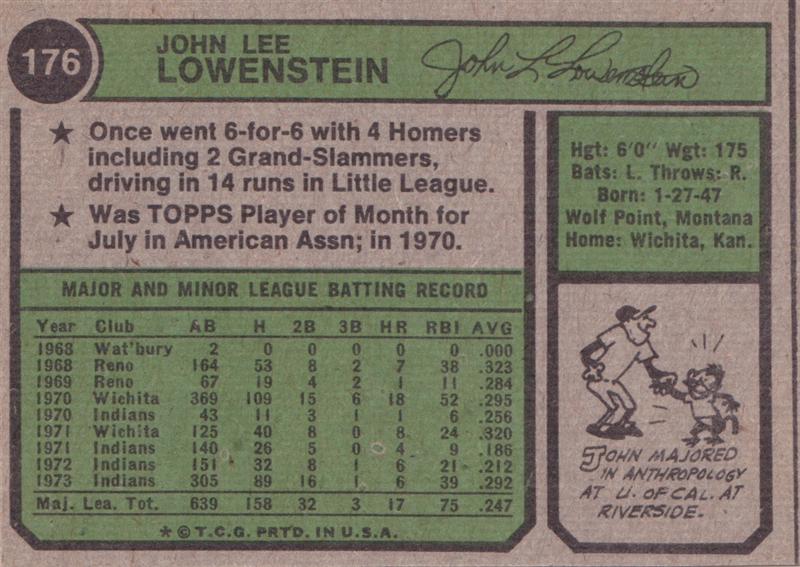 176
JOHN LEE
LOWENSTEIN
John L Lowenstein
★ Once went 6-for-6 with 4 Homers
including 2 Grand-Slammers,
driving in 14 runs in Little League.
★ Was TOPPS Player of Month for
July in American Assn; in 1970.
Hgt: 6'0" Wgt: 175
Bats: L. Throws: R.
Born: 1-27-47
Wolf Point, Montana
Home: Wichita, Kan.
MAJOR AND MINOR LEAGUE BATTING RECORD
Year Club AB H 2B 3B HR RBI AVG
1968 Wat'bury 2 0 0 0 0 0 .000
1968 Reno 164 53 8 2 7 38 .323
1969 Reno 67 19 4 2 1 11 .284
1970 Wichita 369 109 15 6 18 52 .295
1970 Indians 43 11 3 1 1 6 .256
1971 Wichita 125 40 8 0 8 24 .320
1971 Indians 140 26 5 0 4 9 .186
1972 Indians 151 32 8 1 6 21 .212
1973 Indians 305 89 16 1 6 39 .292
Maj. Lea. Tot. 639 158 32 3 17 75 .247
★ © T.C.G. PRTD. IN U.S.A.
JOHN MAJORED
IN ANTHROPOLOGY
AT U. OF CAL. AT
RIVERSIDE.